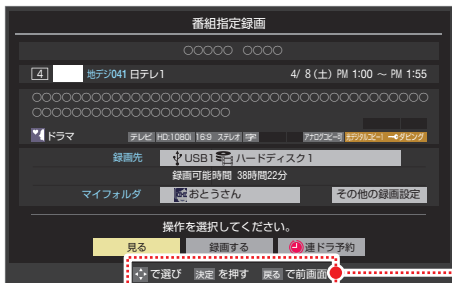 番組指定録画
○○○○○ ○○○○
4 地デジ041 日テレ1 4/ 8(土) PM 1:00 ～ PM 1:55
○○○○○○○○○○○○○○○○○○○○○○○○○○○○○○○○○○○○○○○○
○○○○○○○○○○○○○○○○○○○○
ドラマ テレビ HD:1080i 16:9 ステレオ 字 アナログコピー可 デジタルコピー1 ダビング
録画先 USB1 ハードディスク1
録画可能時間 38時間22分
マイフォルダ おとうさん その他の録画設定
操作を選択してください。
見る 録画する 連ドラ予約
で選び 決定 を押す 戻る で前画面